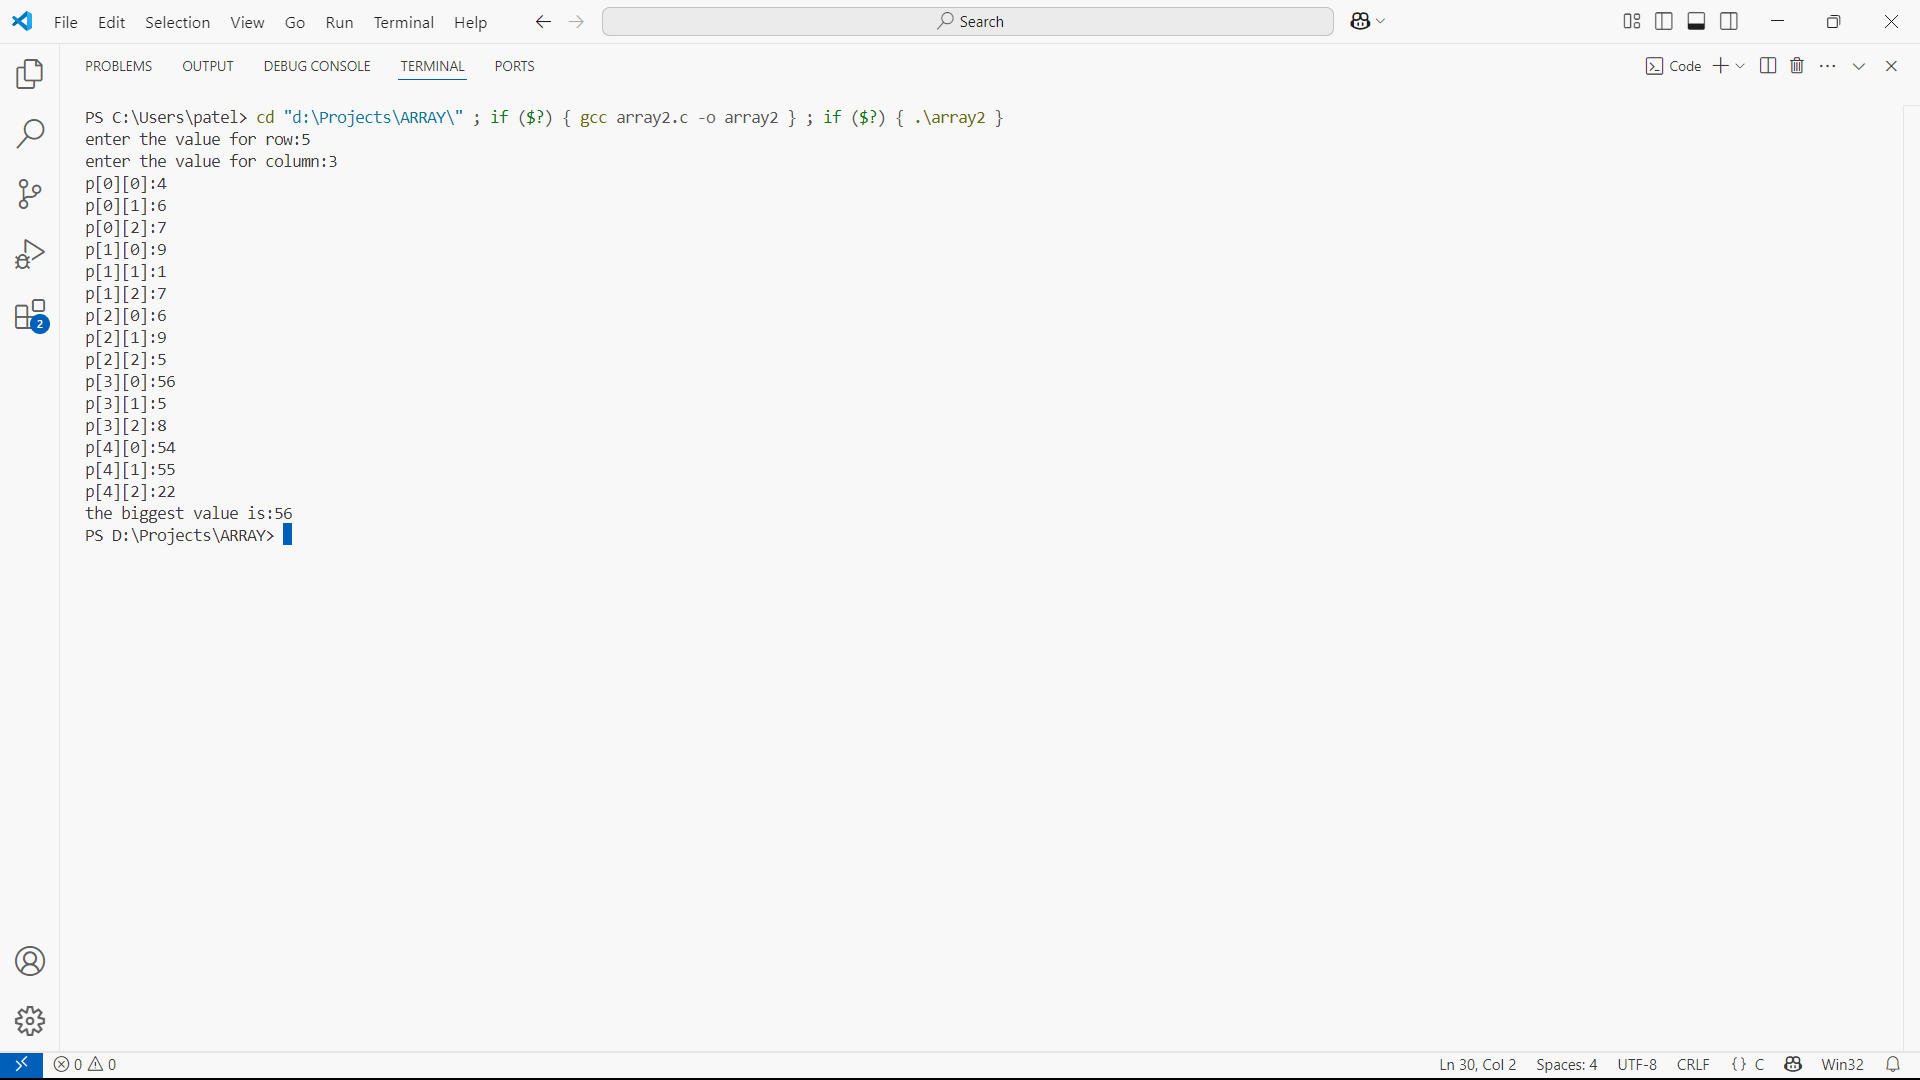 File Edit Selection View Go Run Terminal Help Search
PROBLEMS OUTPUT DEBUG CONSOLE TERMINAL PORTS Code
PS C:\Users\patel> cd "d:\Projects\ARRAY\" ; if ($?) { gcc array2.c -o array2 } ; if ($?) { .\array2 }
enter the value for row:5
enter the value for column:3
p[0][0]:4
p[0][1]:6
p[0][2]:7
p[1][0]:9
p[1][1]:1
p[1][2]:7
p[2][0]:6
p[2][1]:9
p[2][2]:5
p[3][0]:56
p[3][1]:5
p[3][2]:8
p[4][0]:54
p[4][1]:55
p[4][2]:22
the biggest value is:56
PS D:\Projects\ARRAY>
2
0 0 Ln 30, Col 2 Spaces: 4 UTF-8 CRLF {} C Win32